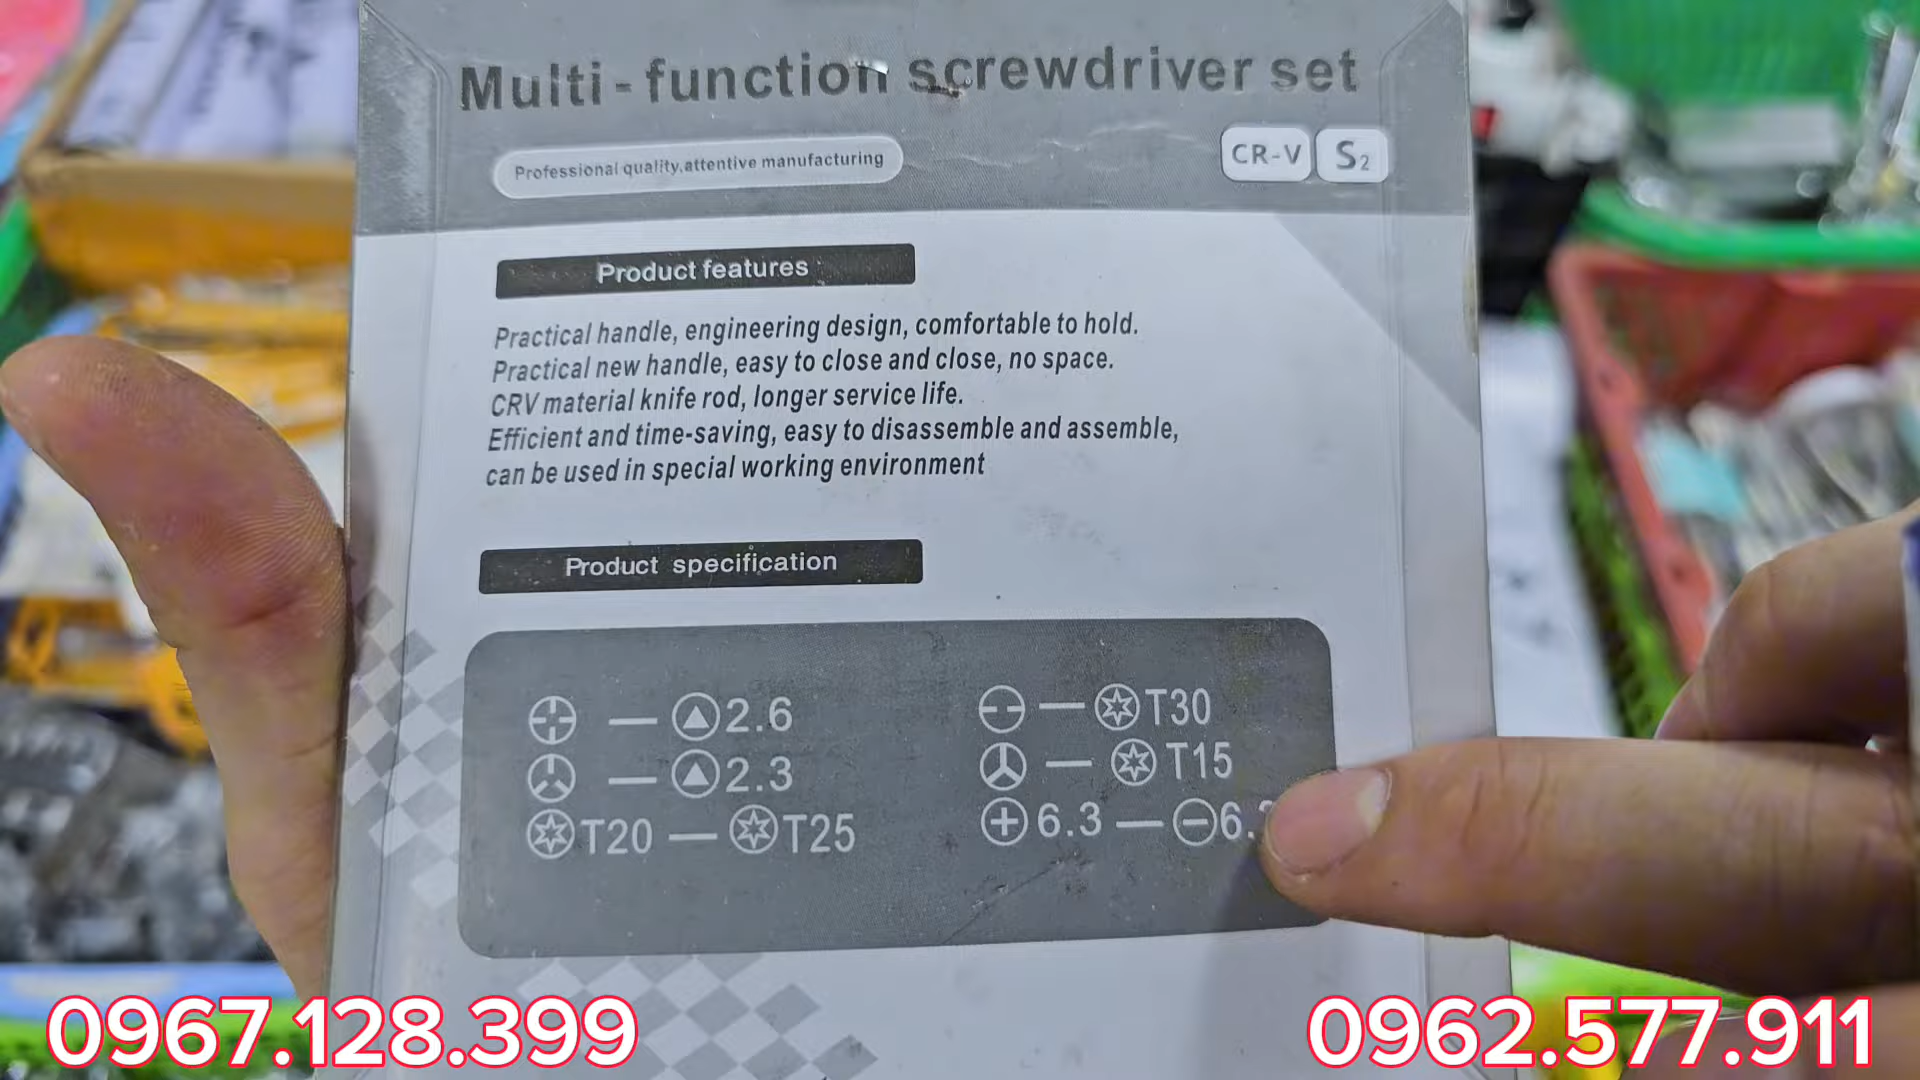 Multi-function screwdriver set
Professional quality,attentive manufacturing
CR-V S2
Product features
Practical handle, engineering design, comfortable to hold.
Practical new handle, easy to close and close, no space.
CRV material knife rod, longer service life.
Efficient and time-saving, easy to disassemble and assemble,
can be used in special working environment
Product specification
— 2.6
— 2.3
T20 — T25
— T30
— T15
6.3 —
0967.128.399
0962.577.911